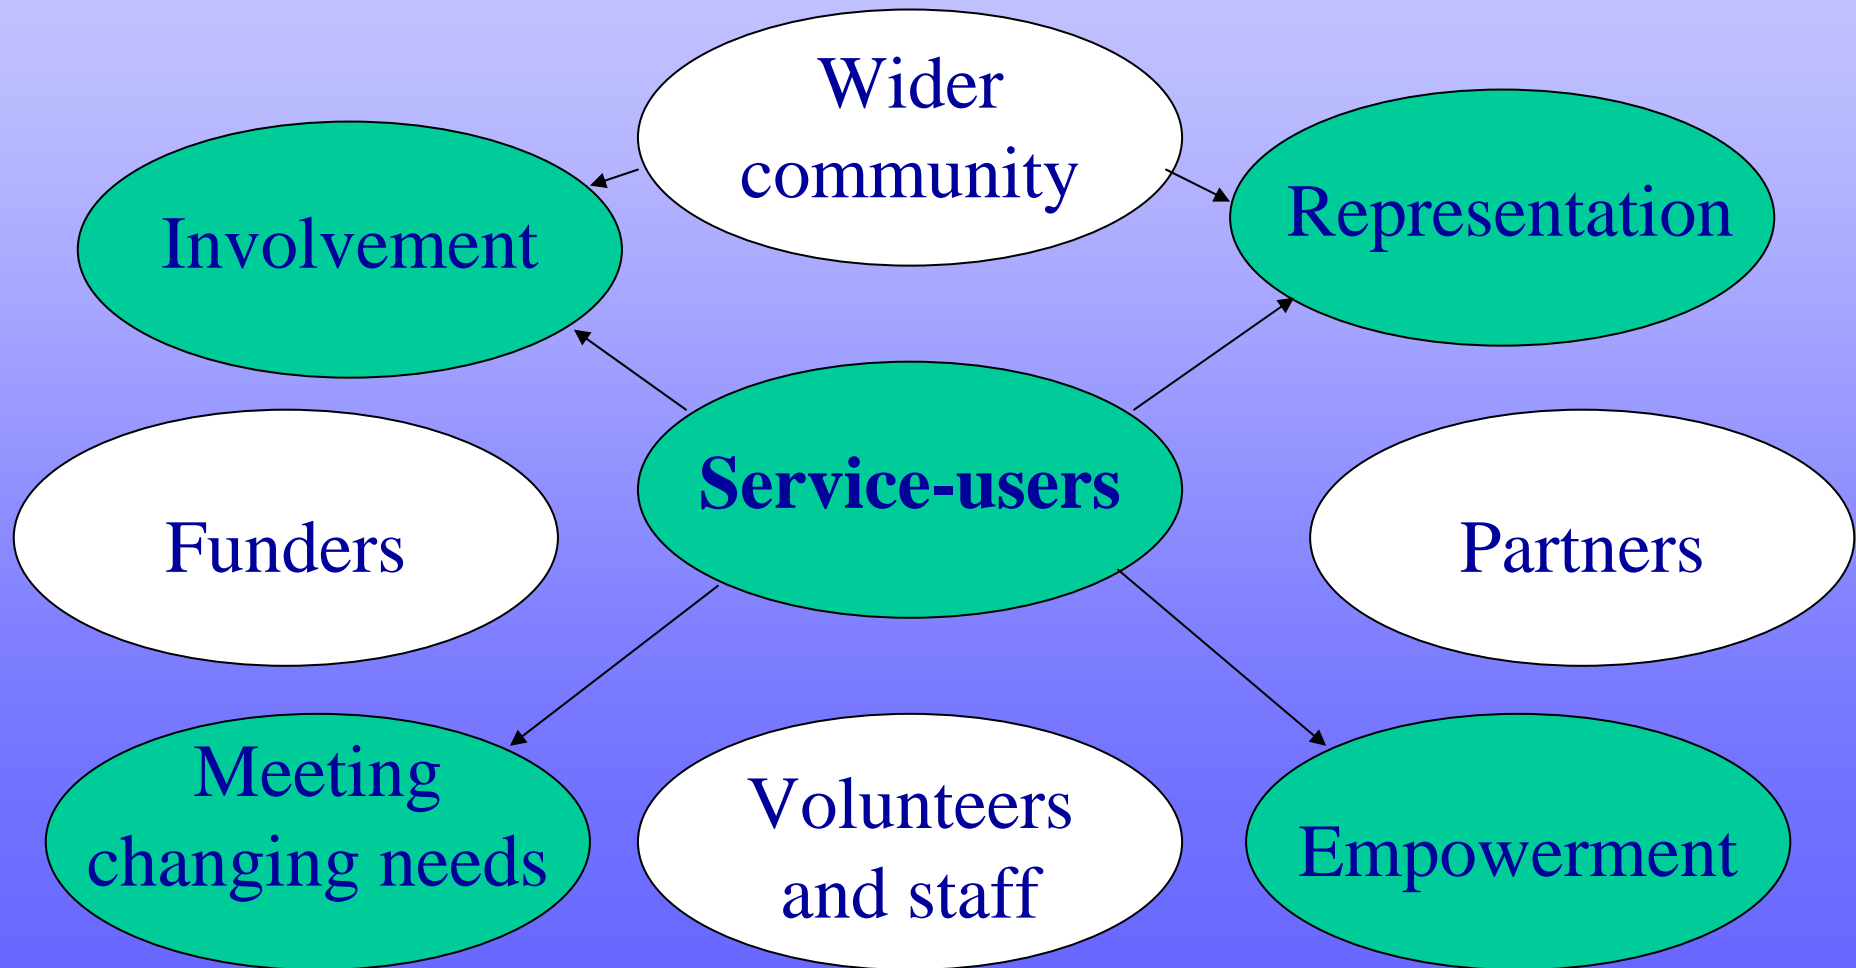 Wider
community
Involvement
Representation
Service-users
Funders
Partners
Meeting
changing needs
Volunteers
and staff
Empowerment